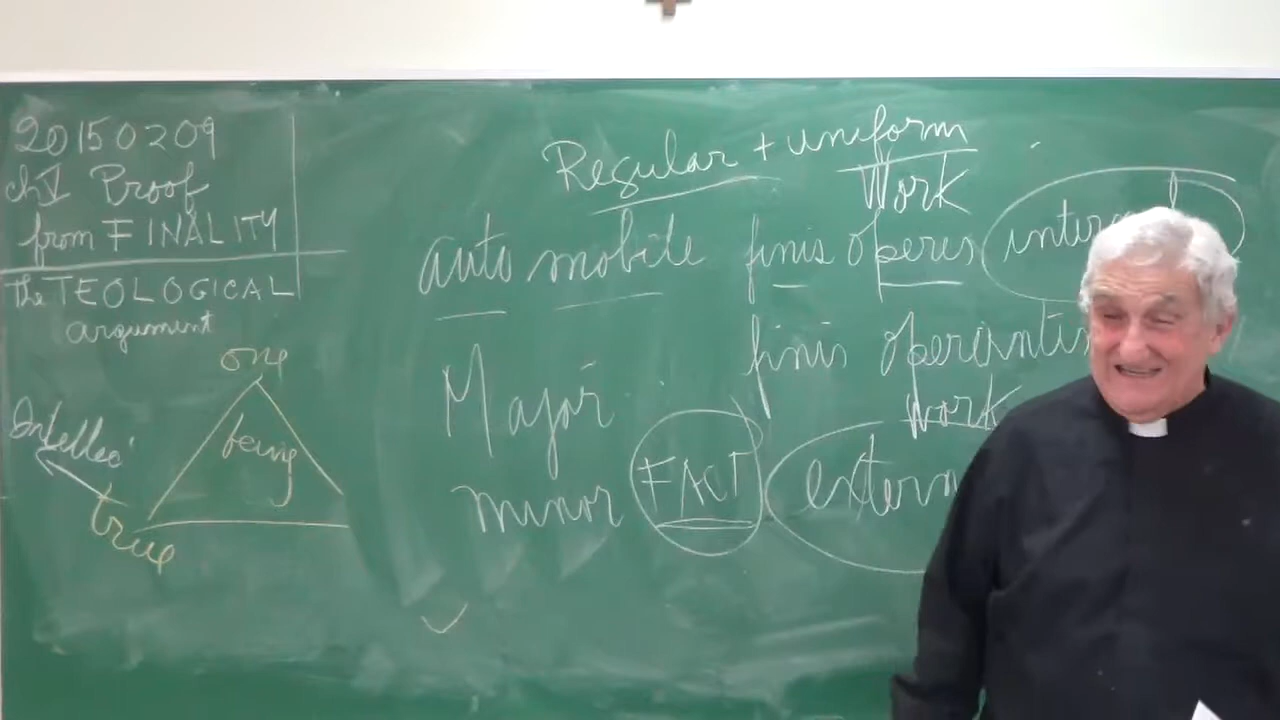 20150209
ch V Proof
from FINALITY
the TEOLOGICAL
argument
one
being
true
Regular + uniform
Work
auto mobile finis operis
finis operantis
work
Major
minor FACT extern